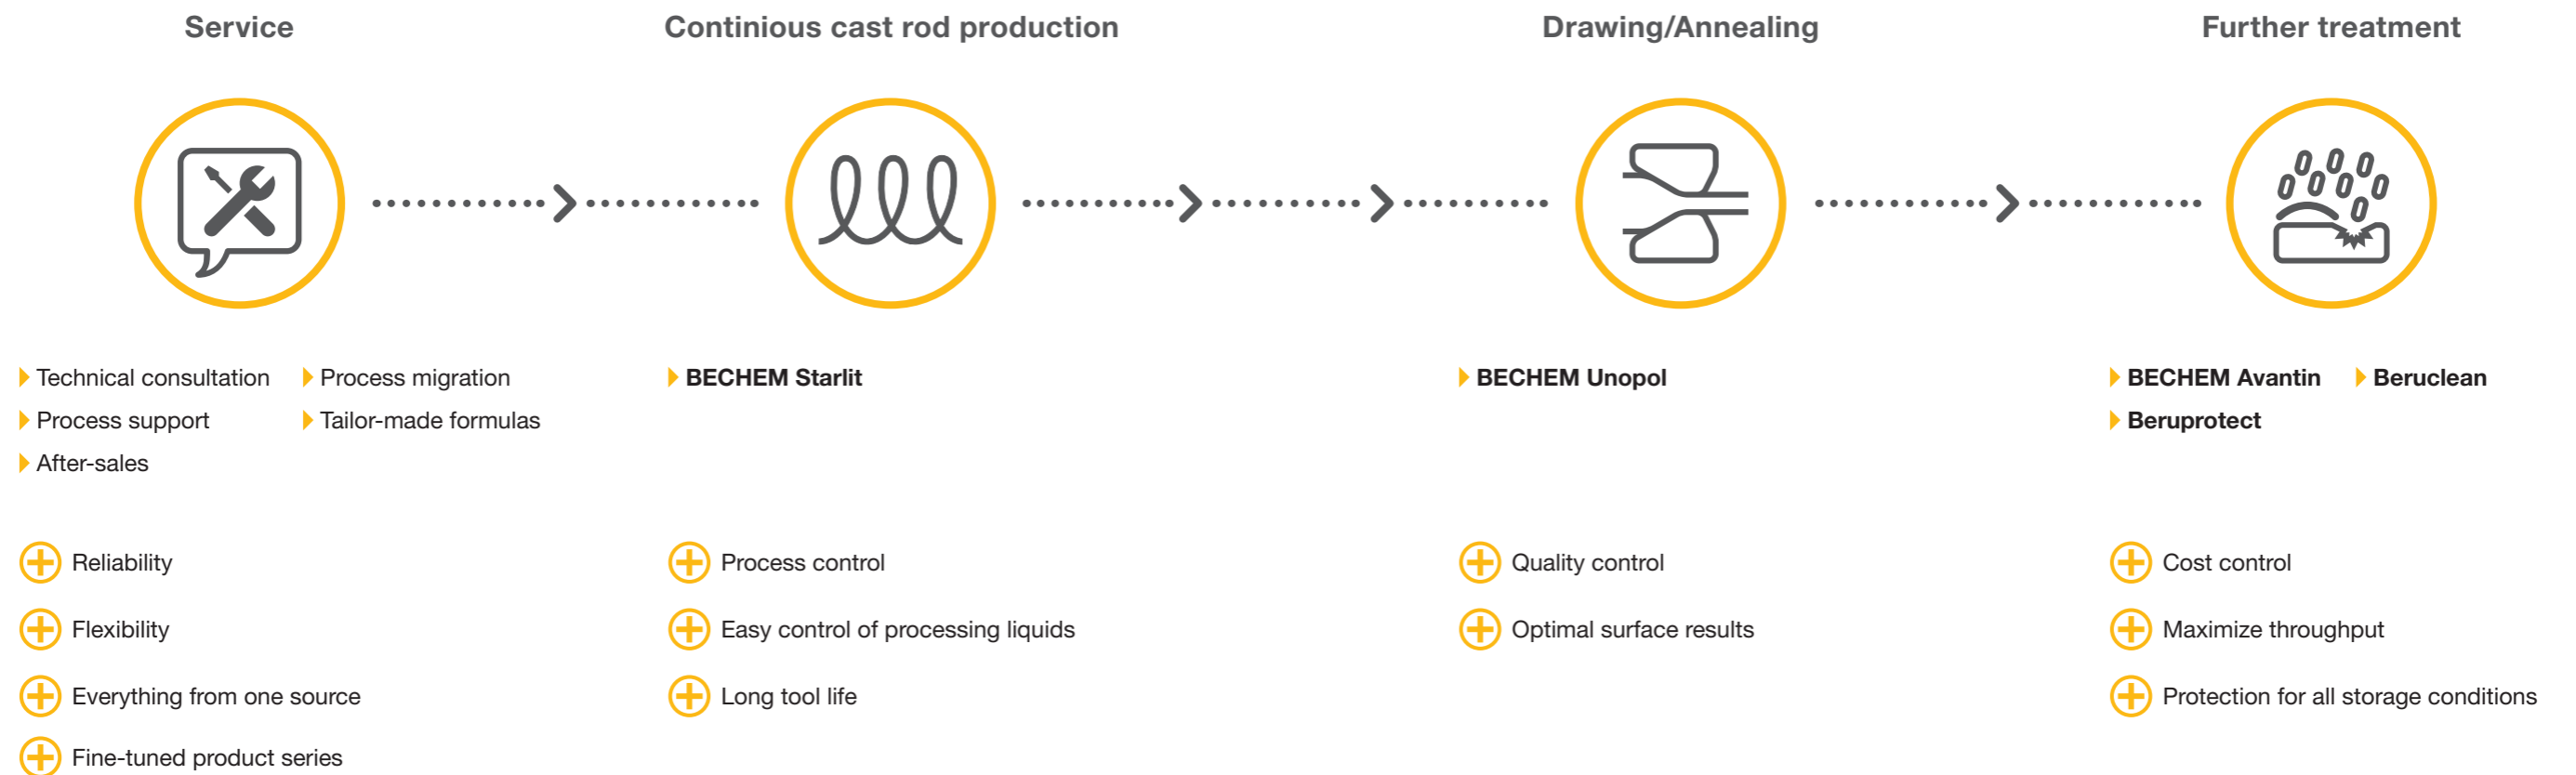 Service
Continious cast rod production
Drawing/Annealing
Further treatment
Technical consultation
Process migration
Process support
Tailor-made formulas
After-sales
BECHEM Starlit
BECHEM Unopol
BECHEM Avantin
Beruclean
Beruprotect
Reliability
Flexibility
Everything from one source
Fine-tuned product series
Process control
Easy control of processing liquids
Long tool life
Quality control
Optimal surface results
Cost control
Maximize throughput
Protection for all storage conditions